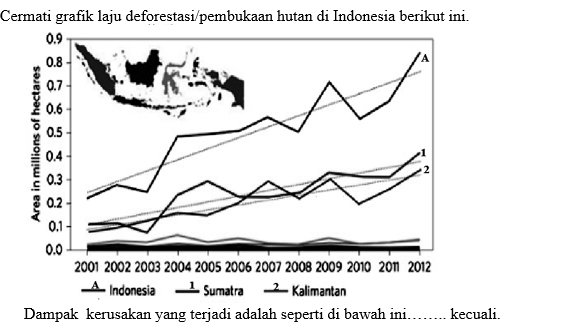 Cermati grafik laju deforestasi/pembukaan hutan di Indonesia berikut ini.
Area in millions of hectares
0.9
0.8
0.7
0.6
0.5
0.4
0.3
0.2
0.1
0.0
A
1
2
2001 2002 2003 2004 2005 2006 2007 2008 2009 2010 2011 2012
A Indonesia 1 Sumatra 2 Kalimantan
Dampak kerusakan yang terjadi adalah seperti di bawah ini…….. kecuali.